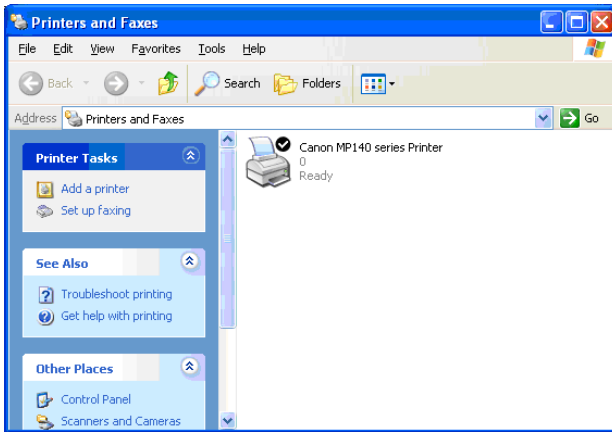 Printers and Faxes
File Edit View Favorites Tools Help
Back Search Folders
Address Printers and Faxes Go
Printer Tasks
Add a printer
Set up faxing
See Also
Troubleshoot printing
Get help with printing
Other Places
Control Panel
Scanners and Cameras
Canon MP140 series Printer
0
Ready